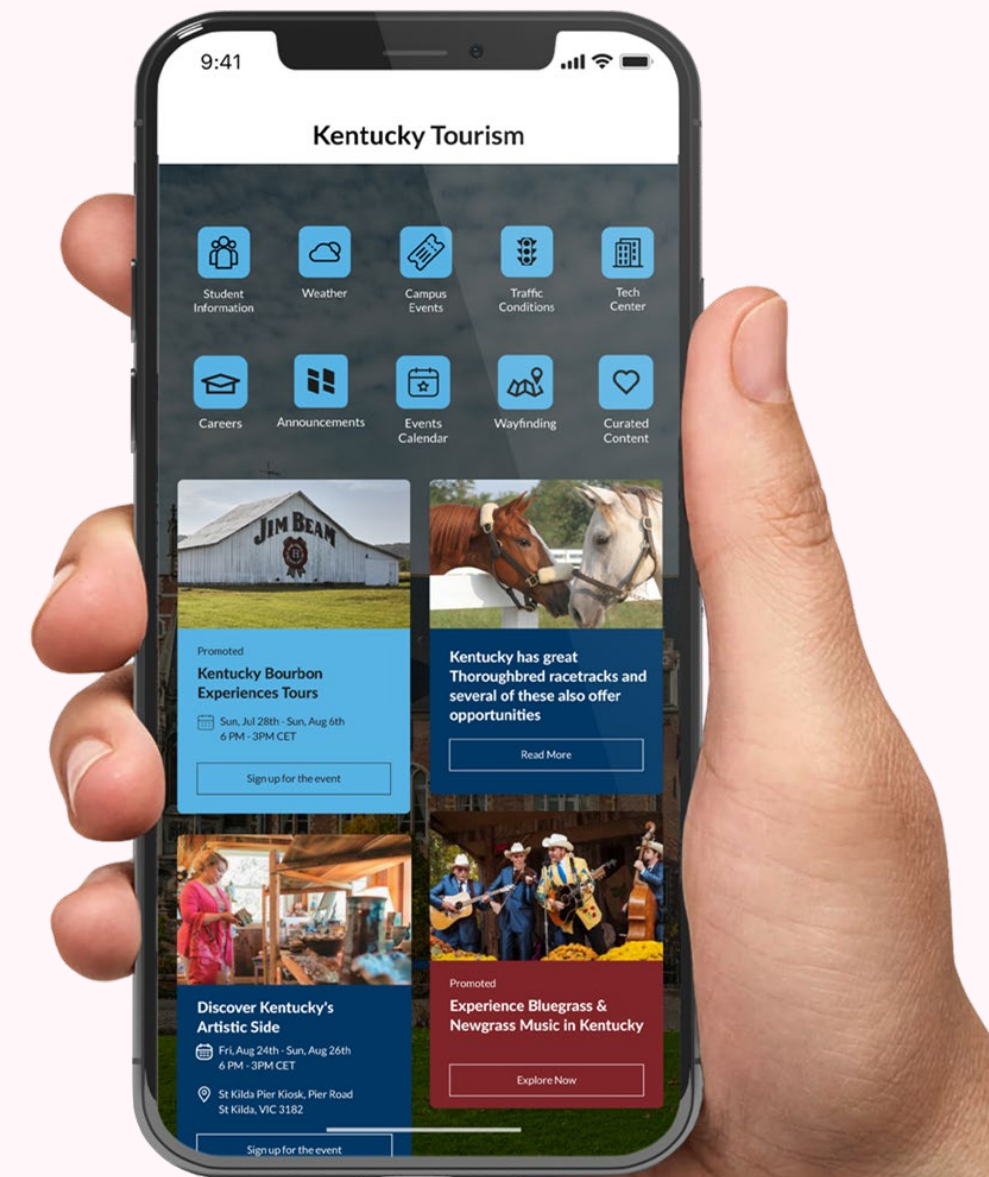 9:41
Kentucky Tourism
Student
Information
Weather
Campus
Events
Traffic
Conditions
Tech
Center
Careers
Announcements
Events
Calendar
Wayfinding
Curated
Content
JIM BEAM
B
Promoted
Kentucky Bourbon
Experiences Tours
Sun, Jul 28th - Sun, Aug 6th
6 PM - 3PM CET
Sign up for the event
Kentucky has great
Thoroughbred racetracks and
several of these also offer
opportunities
Read More
Discover Kentucky's
Artistic Side
Fri, Aug 24th - Sun, Aug 26th
6 PM - 3PM CET
St Kilda Pier Kiosk, Pier Road
St Kilda, VIC 3182
Sign up for the event
Promoted
Experience Bluegrass &
Newgrass Music in Kentucky
Explore Now